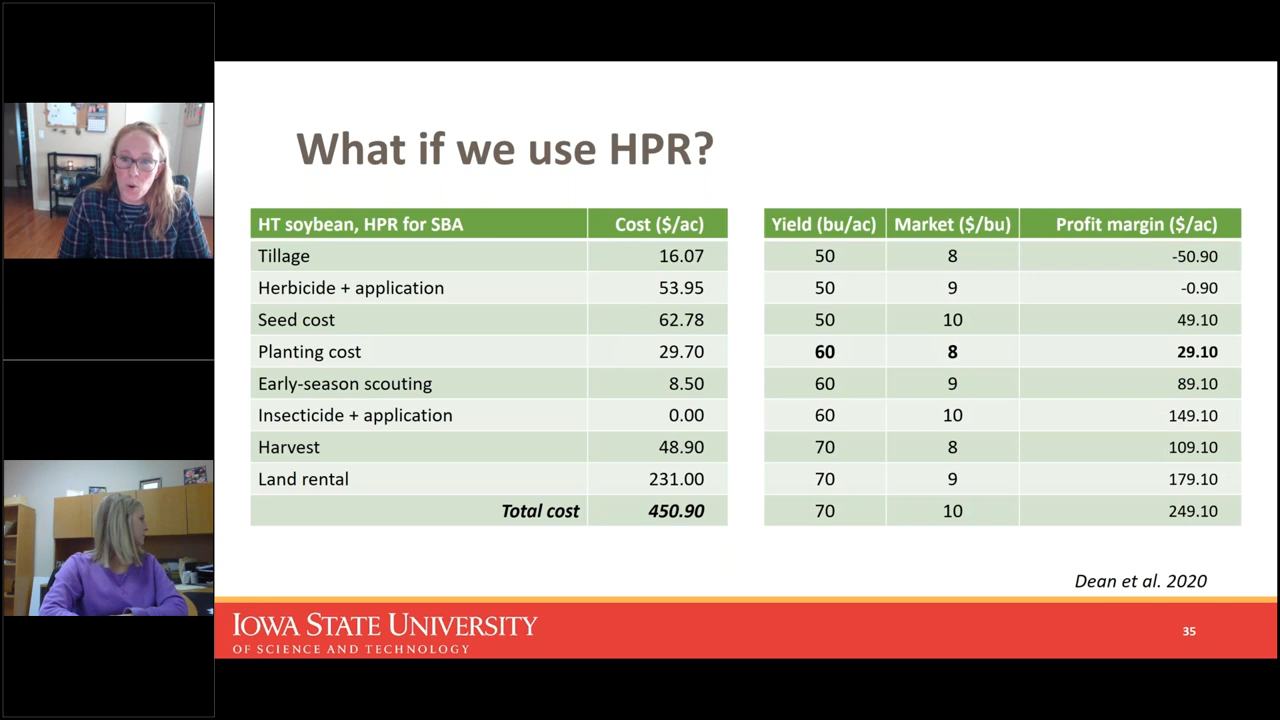 What if we use HPR?
HT soybean, HPR for SBA Cost ($/ac)
Tillage 16.07
Herbicide + application 53.95
Seed cost 62.78
Planting cost 29.70
Early-season scouting 8.50
Insecticide + application 0.00
Harvest 48.90
Land rental 231.00
Total cost 450.90
Yield (bu/ac) Market ($/bu) Profit margin ($/ac)
50 8 -50.90
50 9 -0.90
50 10 49.10
60 8 29.10
60 9 89.10
60 10 149.10
70 8 109.10
70 9 179.10
70 10 249.10
Dean et al. 2020
IOWA STATE UNIVERSITY
OF SCIENCE AND TECHNOLOGY
35